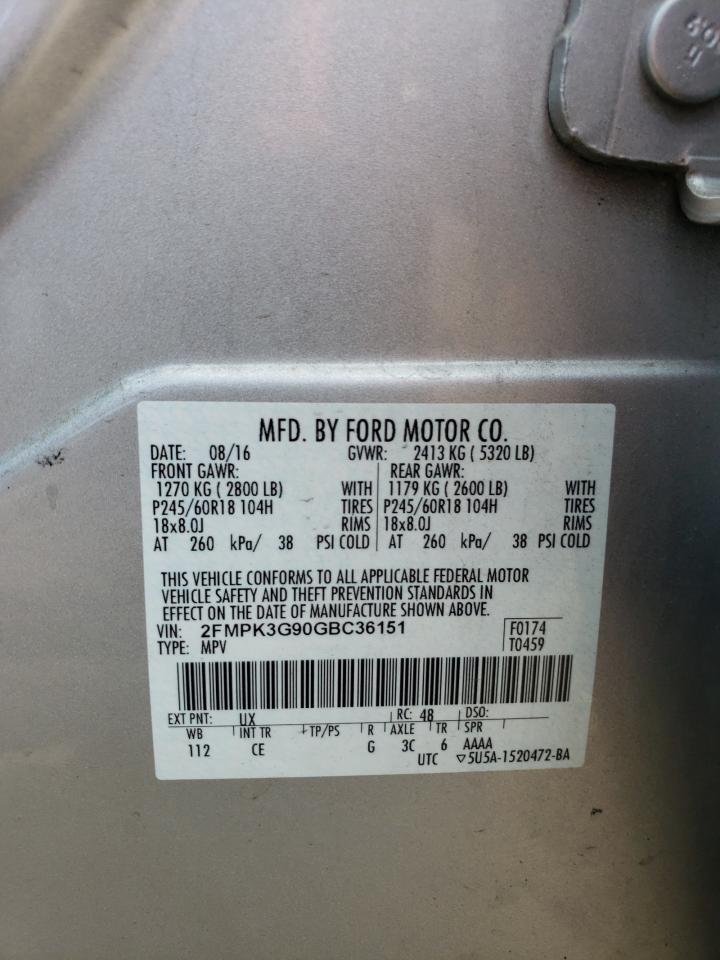 MFD. BY FORD MOTOR CO.
DATE: 08/16 GVWR: 2413 KG ( 5320 LB)
FRONT GAWR: REAR GAWR:
1270 KG ( 2800 LB) WITH 1179 KG ( 2600 LB) WITH
P245/60R18 104H TIRES P245/60R18 104H TIRES
18x8.0J RIMS 18x8.0J RIMS
AT 260 kPa/ 38 PSI COLD AT 260 kPa/ 38 PSI COLD
THIS VEHICLE CONFORMS TO ALL APPLICABLE FEDERAL MOTOR
VEHICLE SAFETY AND THEFT PREVENTION STANDARDS IN
EFFECT ON THE DATE OF MANUFACTURE SHOWN ABOVE.
VIN: 2FMPK3G90GBC36151 F0174
TYPE: MPV T0459
EXT PNT: UX RC: 48 DSO:
WB INT TR TP/PS R AXLE TR SPR
112 CE G 3C 6 AAAA
UTC ▽5U5A-1520472-BA